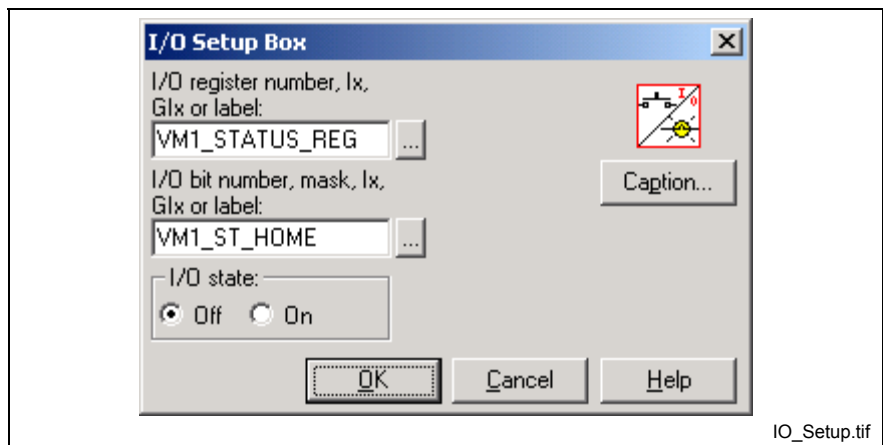 I/O Setup Box
I/O register number, Ix,
GIx or label:
VM1_STATUS_REG ...
I/O bit number, mask, Ix,
GIx or label:
VM1_ST_HOME ...
I/O
Caption...
I/O state:
Off On
OK Cancel Help
IO_Setup.tif